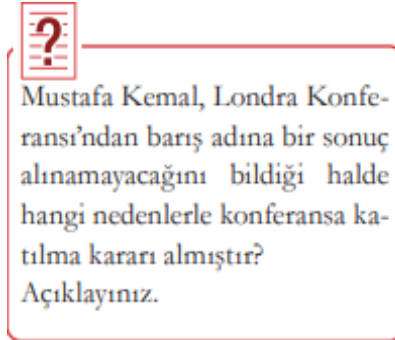 ?
Mustafa Kemal, Londra Konfe-
ransı'ndan barış adına bir sonuç
alınamayacağını bildiği halde
hangi nedenlerle konferansa ka-
tılma kararı almıştır?
Açıklayınız.